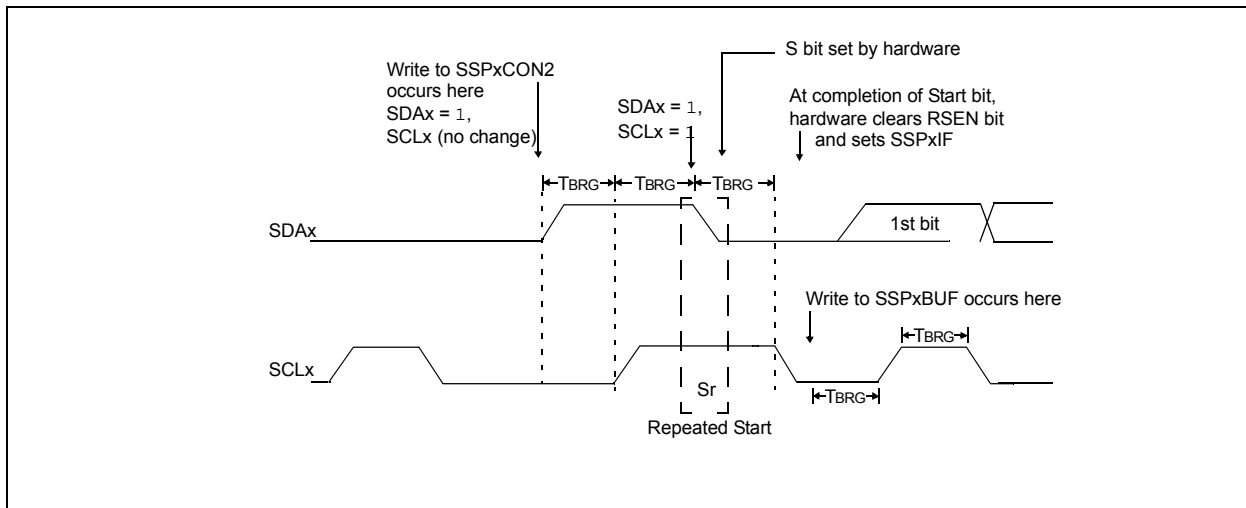 S bit set by hardware
Write to SSPxCON2
occurs here
SDAx = 1,
SCLx (no change)
SDAx = 1,
SCLx = 1
At completion of Start bit,
hardware clears RSEN bit
and sets SSPxIF
TBRG TBRG TBRG
SDAx
1st bit
Write to SSPxBUF occurs here
TBRG
SCLx
Sr
TBRG
Repeated Start